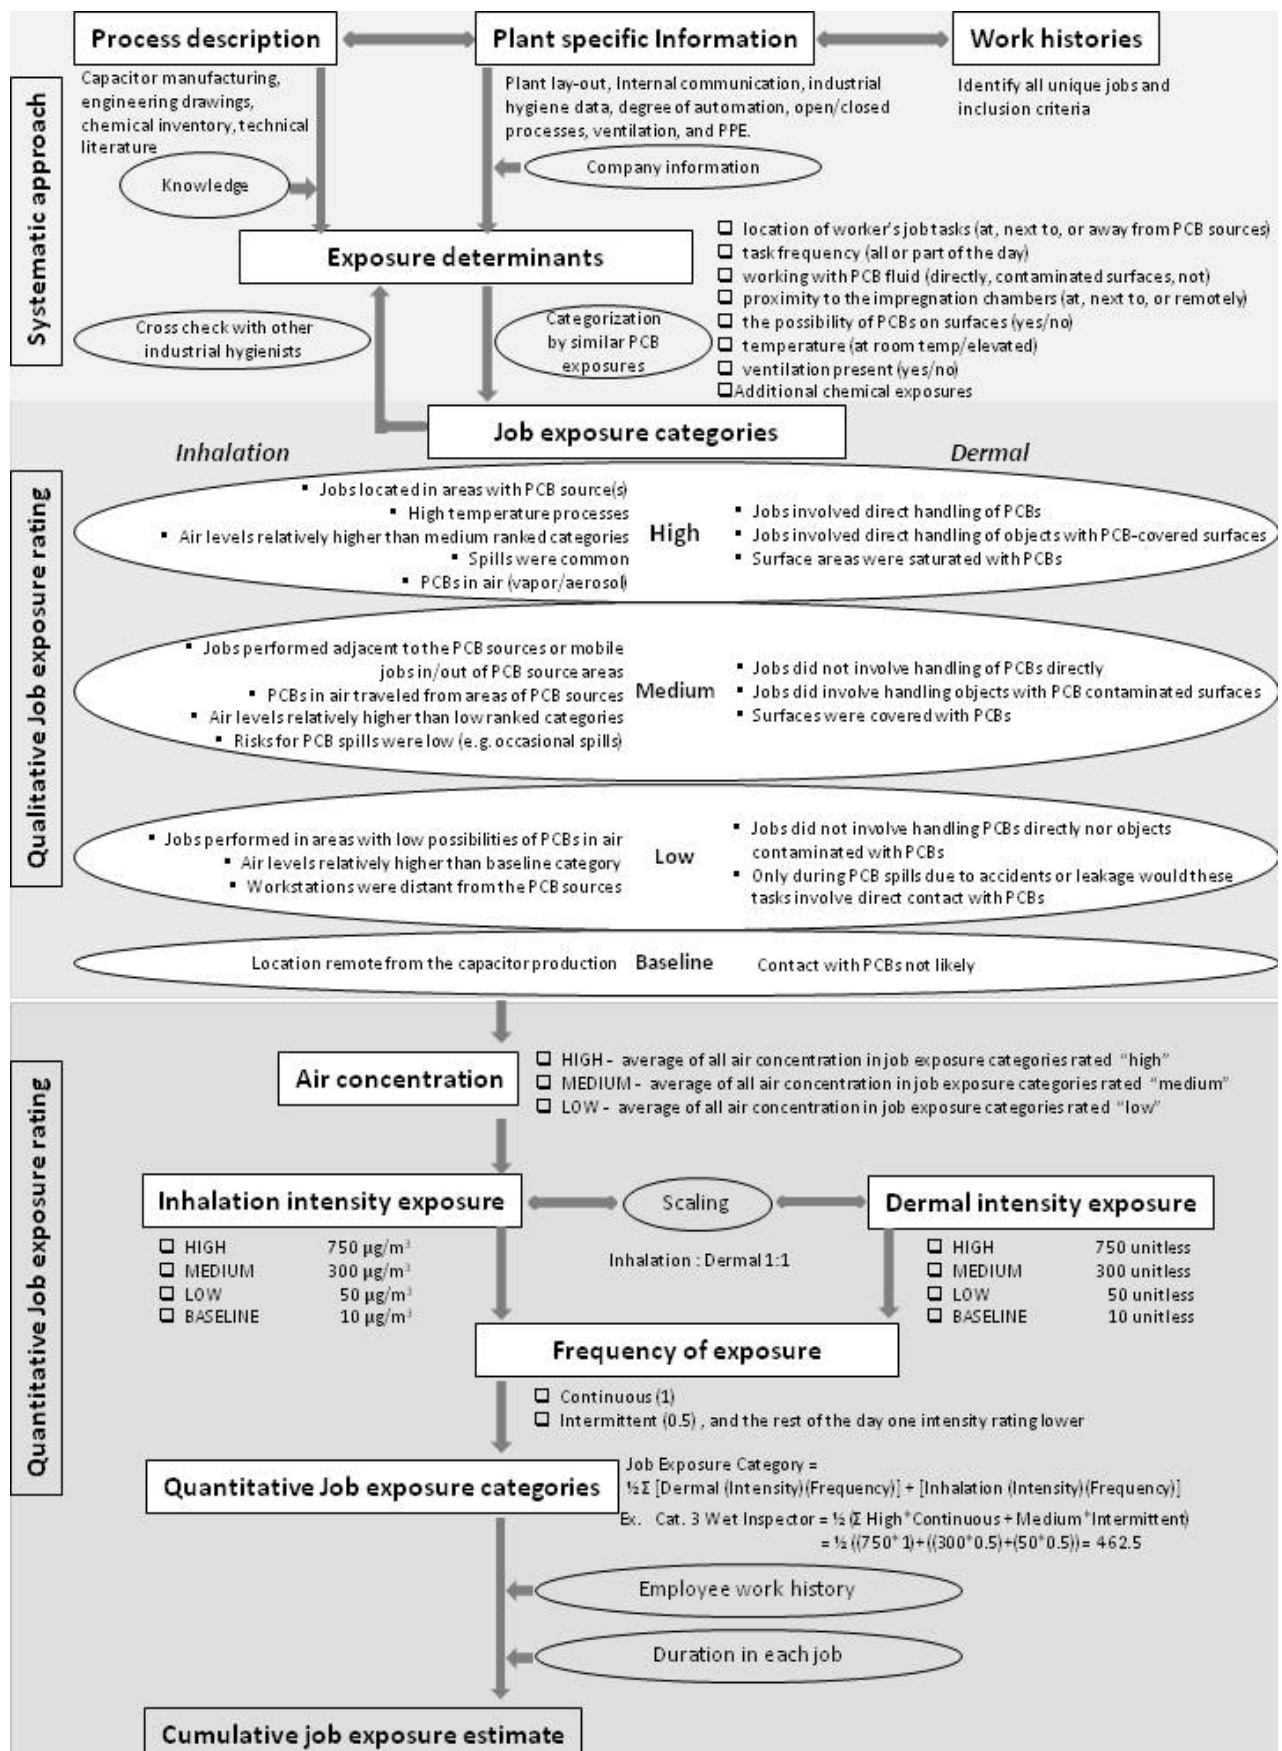 Process description
Plant specific Information
Work histories
Capacitor manufacturing,
engineering drawings,
chemical inventory, technical
literature
Plant lay-out, Internal communication, industrial
hygiene data, degree of automation, open/closed
processes, ventilation, and PPE.
Identify all unique jobs and
inclusion criteria
Knowledge
Company information
Systematic approach
Exposure determinants
location of worker's job tasks (at, next to, or away from PCB sources)
task frequency (all or part of the day)
working with PCB fluid (directly, contaminated surfaces, not)
proximity to the impregnation chambers (at, next to, or remotely)
the possibility of PCBs on surfaces (yes/no)
temperature (at room temp/elevated)
ventilation present (yes/no)
Additional chemical exposures
Cross check with other
industrial hygienists
Categorization
by similar PCB
exposures
Job exposure categories
Qualitative Job exposure rating
Inhalation
Dermal
Jobs located in areas with PCB source(s)
High temperature processes
Air levels relatively higher than medium ranked categories
Spills were common
PCBs in air (vapor/aerosol)
High
Jobs involved direct handling of PCBs
Jobs involved direct handling of objects with PCB-covered surfaces
Surface areas were saturated with PCBs
Jobs performed adjacent to the PCB sources or mobile
jobs in/out of PCB source areas
PCBs in air traveled from areas of PCB sources
Air levels relatively higher than low ranked categories
Risks for PCB spills were low (e.g. occasional spills)
Medium
Jobs did not involve handling of PCBs directly
Jobs did involve handling objects with PCB contaminated surfaces
Surfaces were covered with PCBs
Jobs performed in areas with low possibilities of PCBs in air
Air levels relatively higher than baseline category
Workstations were distant from the PCB sources
Low
Jobs did not involve handling PCBs directly nor objects
contaminated with PCBs
Only during PCB spills due to accidents or leakage would these
tasks involve direct contact with PCBs
Location remote from the capacitor production
Baseline
Contact with PCBs not likely
Quantitative Job exposure rating
Air concentration
HIGH - average of all air concentration in job exposure categories rated "high"
MEDIUM - average of all air concentration in job exposure categories rated "medium"
LOW - average of all air concentration in job exposure categories rated "low"
Inhalation intensity exposure
Scaling
Dermal intensity exposure
HIGH 750 µg/m³
MEDIUM 300 µg/m³
LOW 50 µg/m³
BASELINE 10 µg/m³
Inhalation : Dermal 1:1
HIGH 750 unitless
MEDIUM 300 unitless
LOW 50 unitless
BASELINE 10 unitless
Frequency of exposure
Continuous (1)
Intermittent (0.5) , and the rest of the day one intensity rating lower
Quantitative Job exposure categories
Job Exposure Category =
½Σ [Dermal (Intensity)(Frequency)] + [Inhalation (Intensity)(Frequency)]
Ex. Cat. 3 Wet Inspector = ½ (Σ High*Continuous + Medium*Intermittent)
= ½ ((750*1)+((300*0.5)+(50*0.5))= 462.5
Employee work history
Duration in each job
Cumulative job exposure estimate